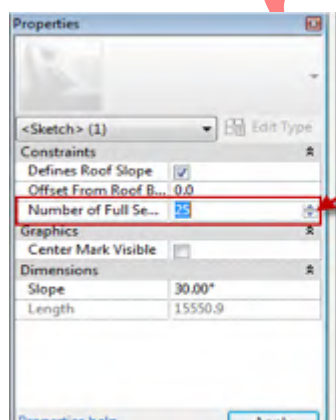 Properties
<Sketch> (1)
Edit Type
Constraints
Defines Roof Slope
Offset From Roof B... 0.0
Number of Full Se... 25
Graphics
Center Mark Visible
Dimensions
Slope 30.00°
Length 15550.9
Properties help
Apply